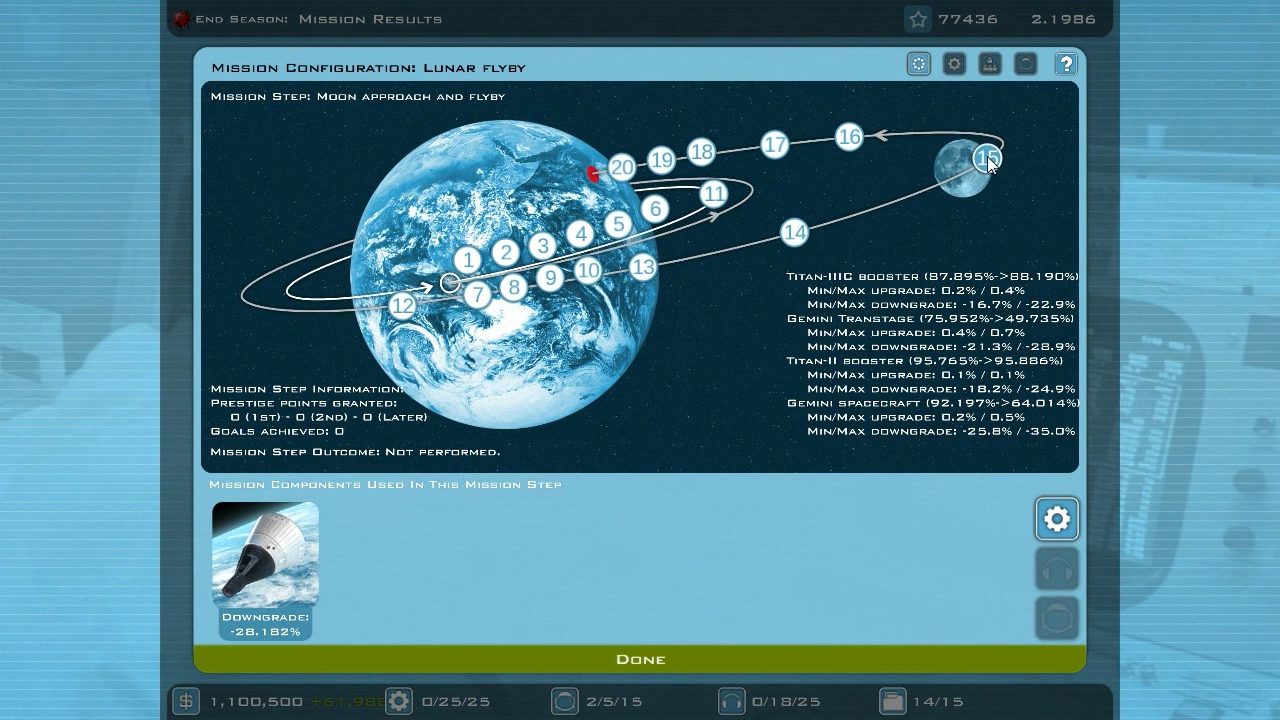 End Season: Mission Results
77436
2.1986
Mission Configuration: Lunar flyby
?
Mission Step: Moon approach and flyby
20
19
18
17
16
15
11
6
5
4
3
2
1
14
13
10
9
8
7
12
Titan-IIIC booster (87.895%->88.190%)
Min/Max upgrade: 0.2% / 0.4%
Min/Max downgrade: -16.7% / -22.9%
Gemini Transtage (75.952%->49.735%)
Min/Max upgrade: 0.4% / 0.7%
Min/Max downgrade: -21.3% / -28.9%
Titan-II booster (95.765%->95.886%)
Min/Max upgrade: 0.1% / 0.1%
Min/Max downgrade: -18.2% / -24.9%
Gemini spacecraft (92.197%->64.014%)
Min/Max upgrade: 0.2% / 0.5%
Min/Max downgrade: -25.8% / -35.0%
Mission Step Information:
Prestige points granted:
0 (1st) - 0 (2nd) - 0 (Later)
Goals achieved: 0
Mission Step Outcome: Not performed.
Mission Components Used In This Mission Step
Downgrade:
-28.182%
Done
$ 1,100,500 +61,988
0/25/25
2/5/15
0/18/25
14/15